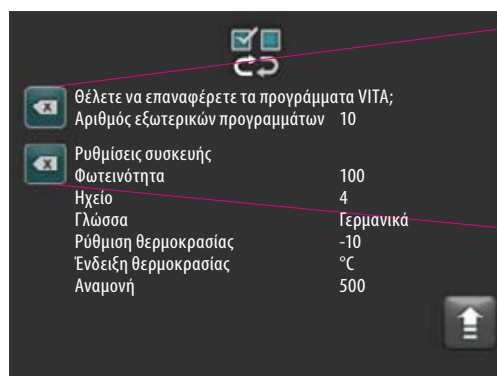 Θέλετε να επαναφέρετε τα προγράμματα VITA;
Αριθμός εξωτερικών προγραμμάτων 10
Ρυθμίσεις συσκευής
Φωτεινότητα 100
Ηχείο 4
Γλώσσα Γερμανικά
Ρύθμιση θερμοκρασίας -10
Ένδειξη θερμοκρασίας °C
Αναμονή 500